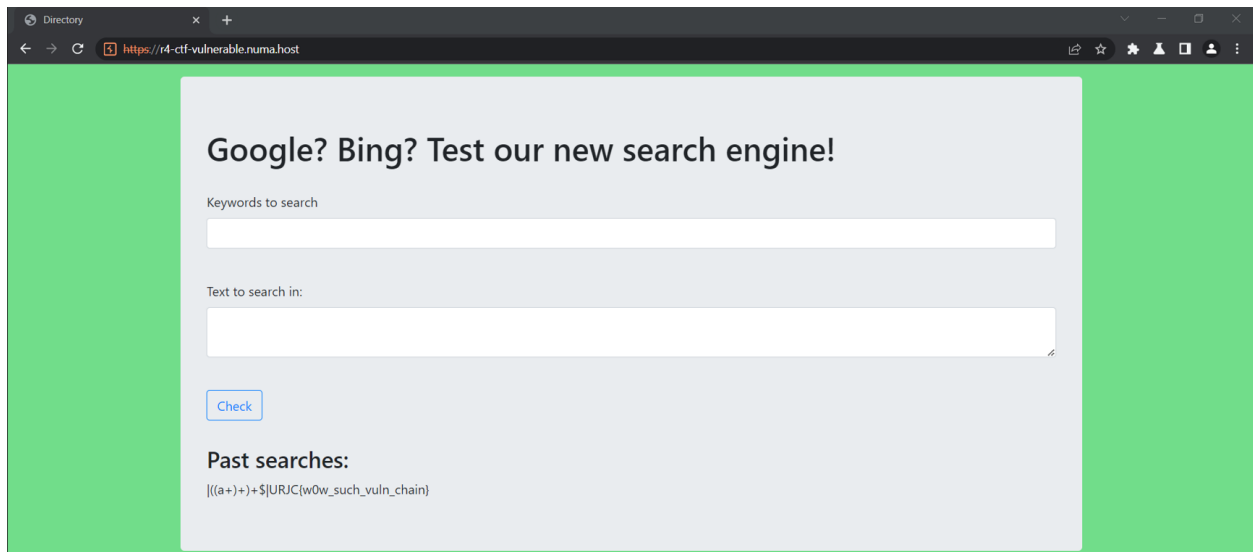 Directory
https://r4-ctf-vulnerable.numa.host
Google? Bing? Test our new search engine!
Keywords to search
Text to search in:
Check
Past searches:
|((a+)+)+$|URJC{w0w_such_vuln_chain}